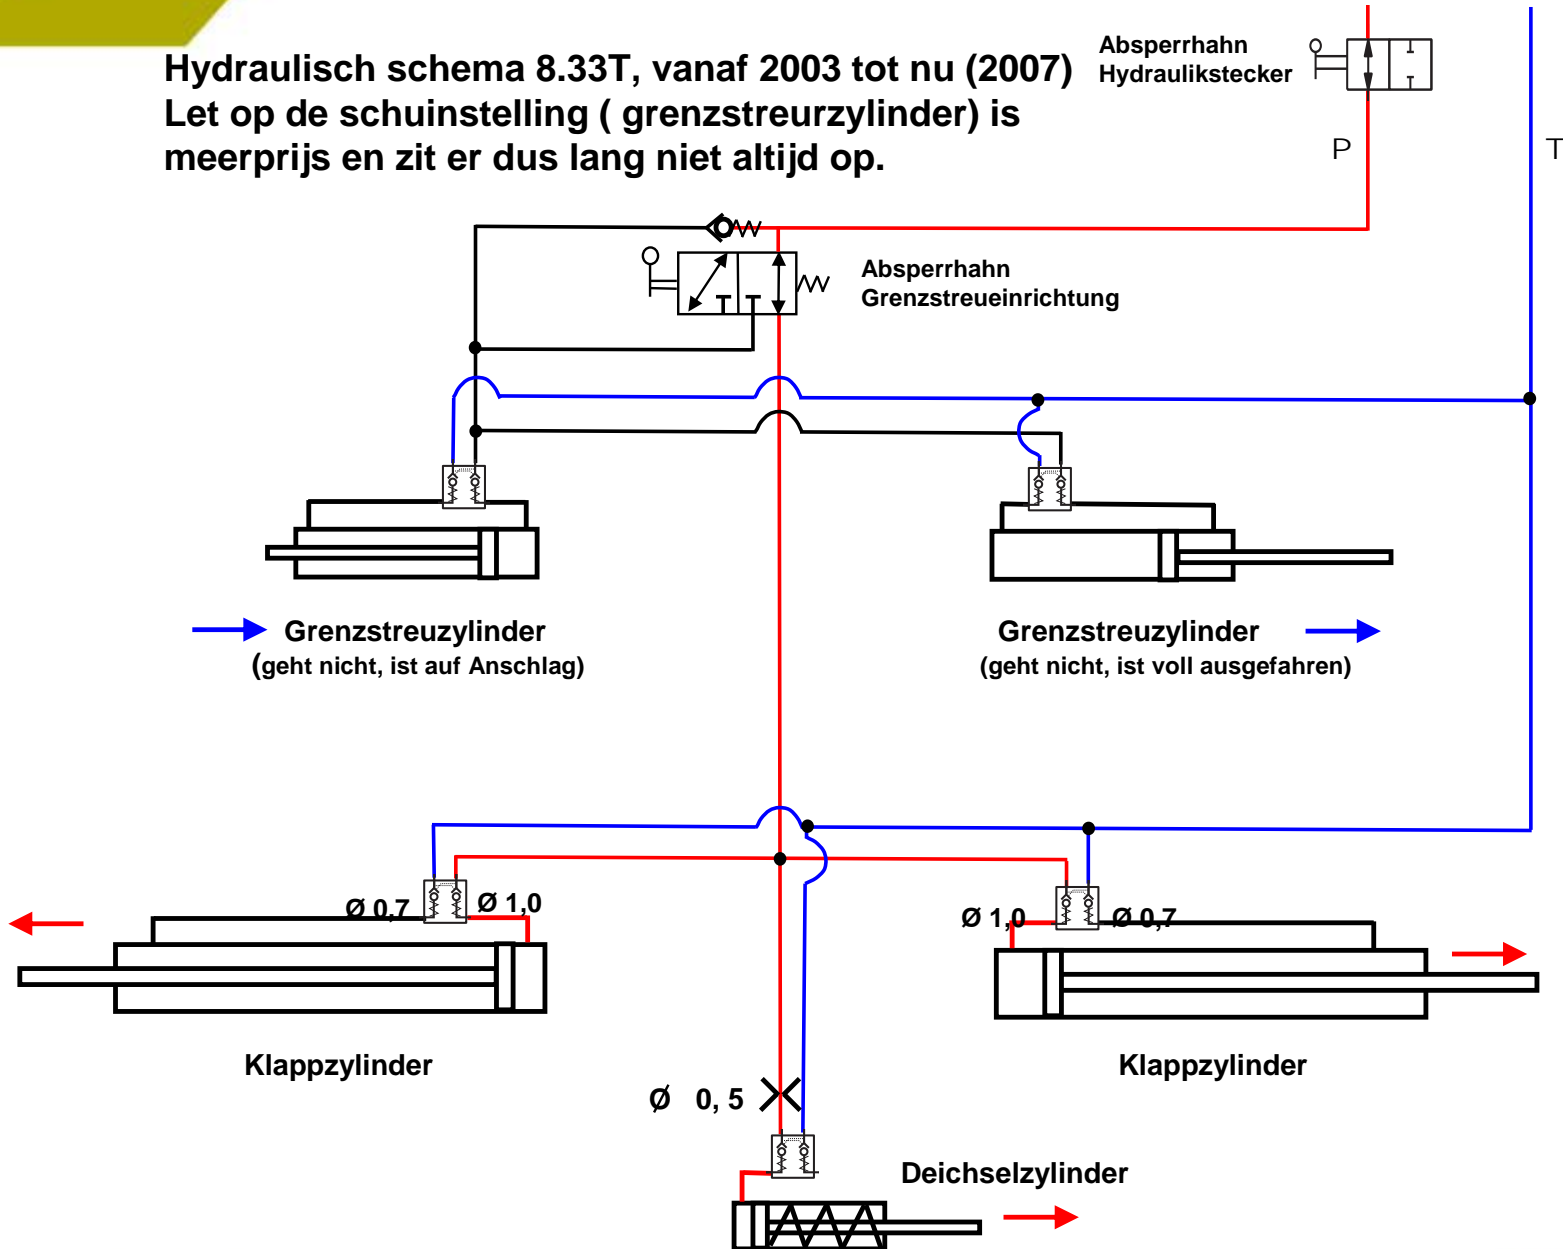 Hydraulisch schema 8.33T, vanaf 2003 tot nu (2007)
Let op de schuinstelling ( grenzstreurzylinder) is
meerprijs en zit er dus lang niet altijd op.
Absperrhahn
Hydraulikstecker
P
T
Absperrhahn
Grenzstreueinrichtung
Grenzstreuzylinder
(geht nicht, ist auf Anschlag)
Grenzstreuzylinder
(geht nicht, ist voll ausgefahren)
Ø 0,7
Ø 1,0
Ø 1,0
Ø 0,7
Klappzylinder
Klappzylinder
Ø 0, 5
Deichselzylinder